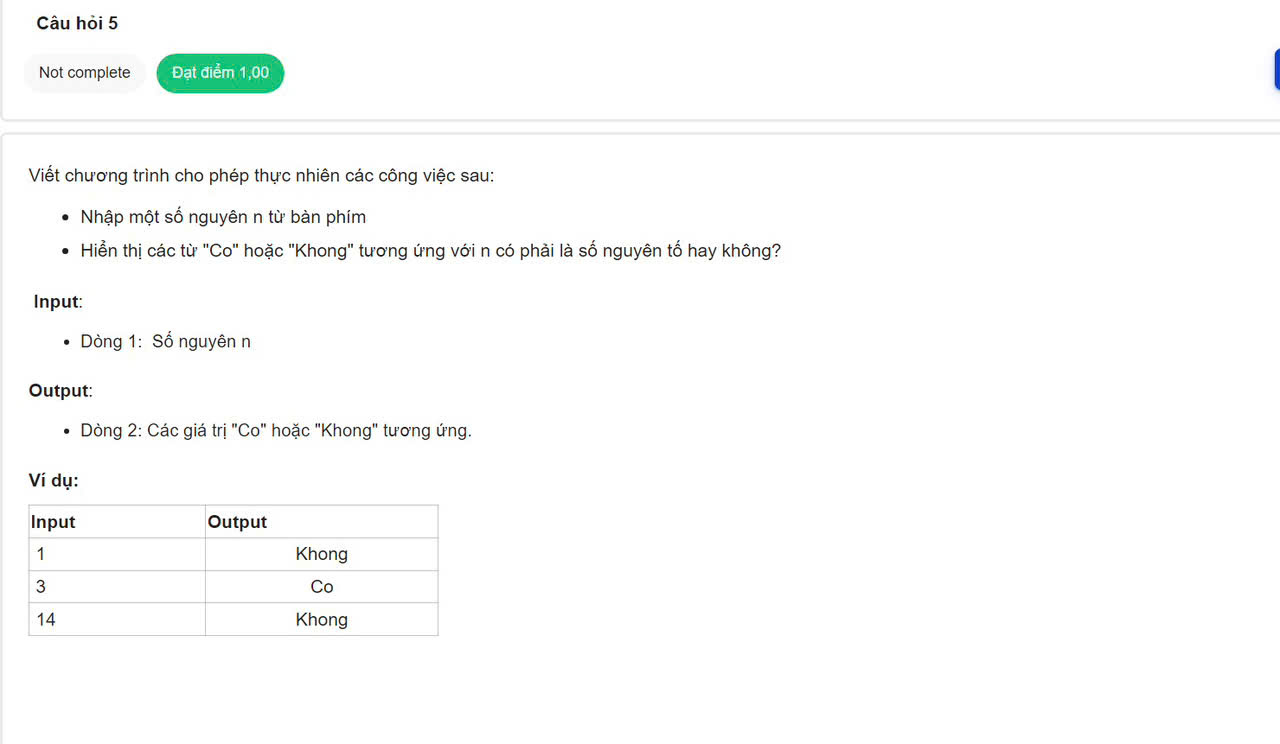 Câu hỏi 5
Not complete
Đạt điểm 1,00
Viết chương trình cho phép thực nhiên các công việc sau:
Nhập một số nguyên n từ bàn phím
Hiển thị các từ "Co" hoặc "Khong" tương ứng với n có phải là số nguyên tố hay không?
Input:
Dòng 1: Số nguyên n
Output:
Dòng 2: Các giá trị "Co" hoặc "Khong" tương ứng.
Ví dụ:
Input Output
1 Khong
3 Co
14 Khong